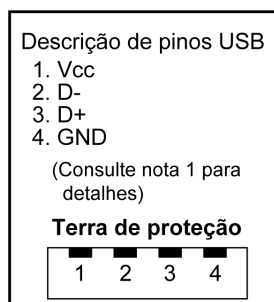 Descrição de pinos USB
1. Vcc
2. D-
3. D+
4. GND
(Consulte nota 1 para
detalhes)
Terra de proteção
1 2 3 4